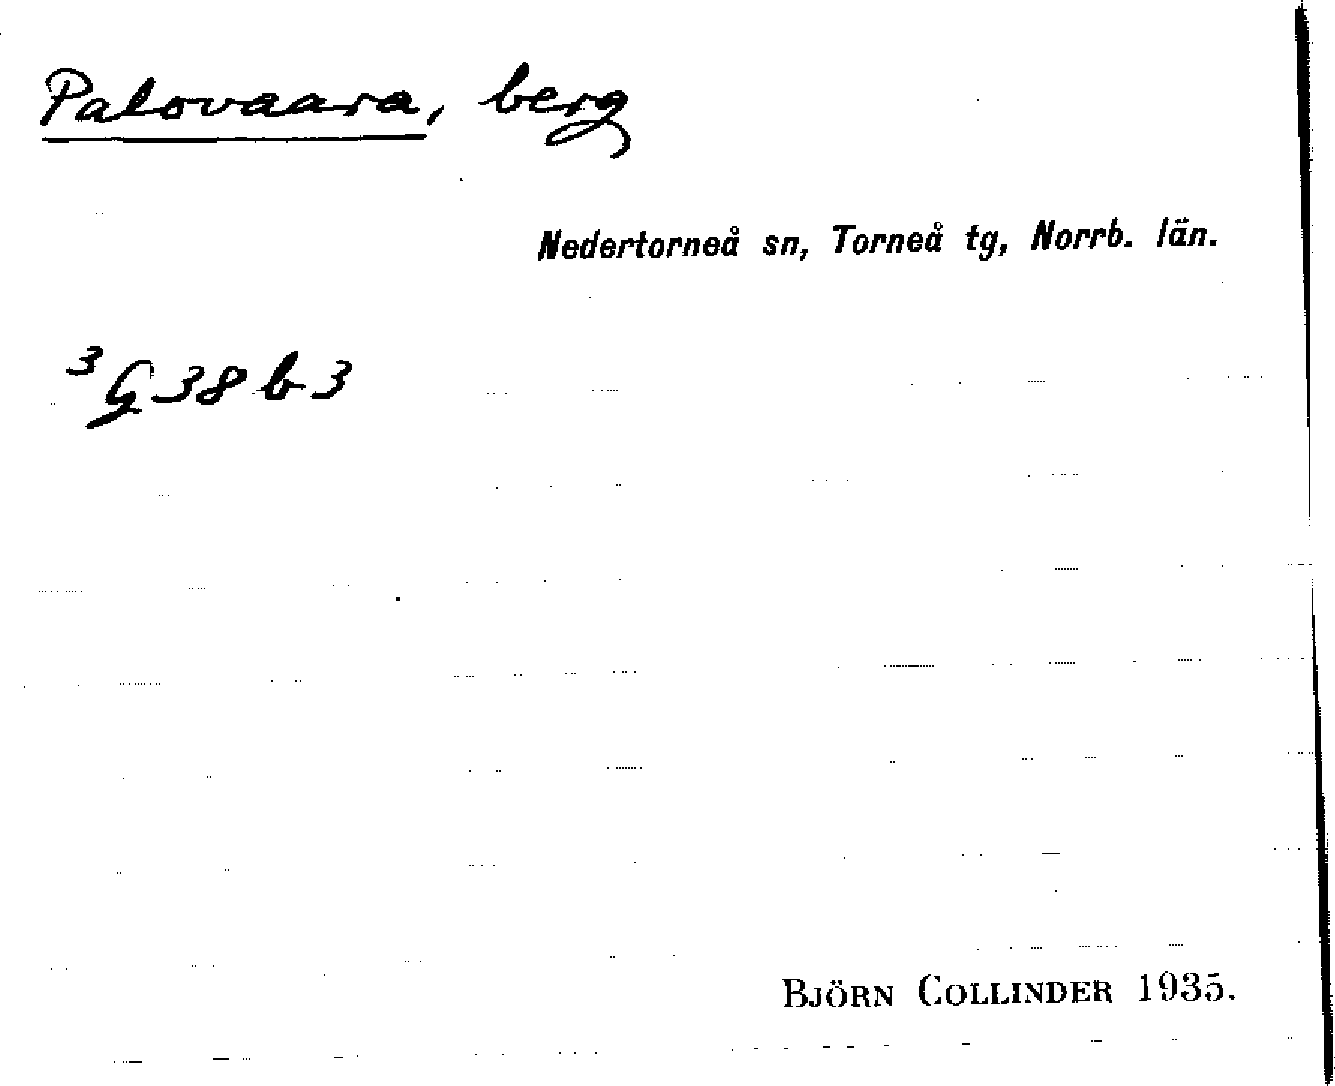 Palovaara, berg
Nedertorneå sn, Torneå tg, Norrb. län.
³G38b3
BJÖRN COLLINDER 1935.